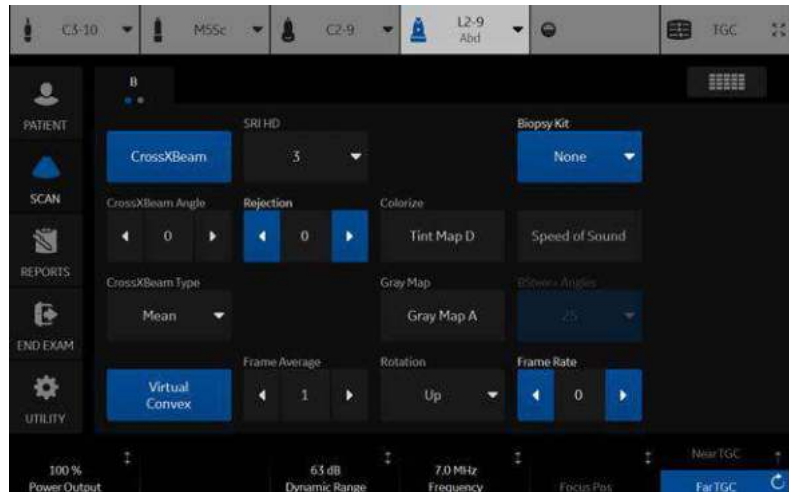 C3-10
M5Sc
C2-9
L2-9
Abd
TGC
PATIENT
SCAN
REPORTS
END EXAM
UTILITY
B
SRI HD
Biopsy Kit
CrossXBeam
3
None
CrossXBeam Angle
Rejection
Colorize
0
0
Tint Map D
Speed of Sound
CrossXBeam Type
Gray Map
Angles
Mean
Gray Map A
25
Frame Average
Rotation
Frame Rate
Virtual
Convex
1
Up
0
100 %
Power Output
63 dB
Dynamic Range
7.0 MHz
Frequency
Focus Pos
Near TGC
Far TGC